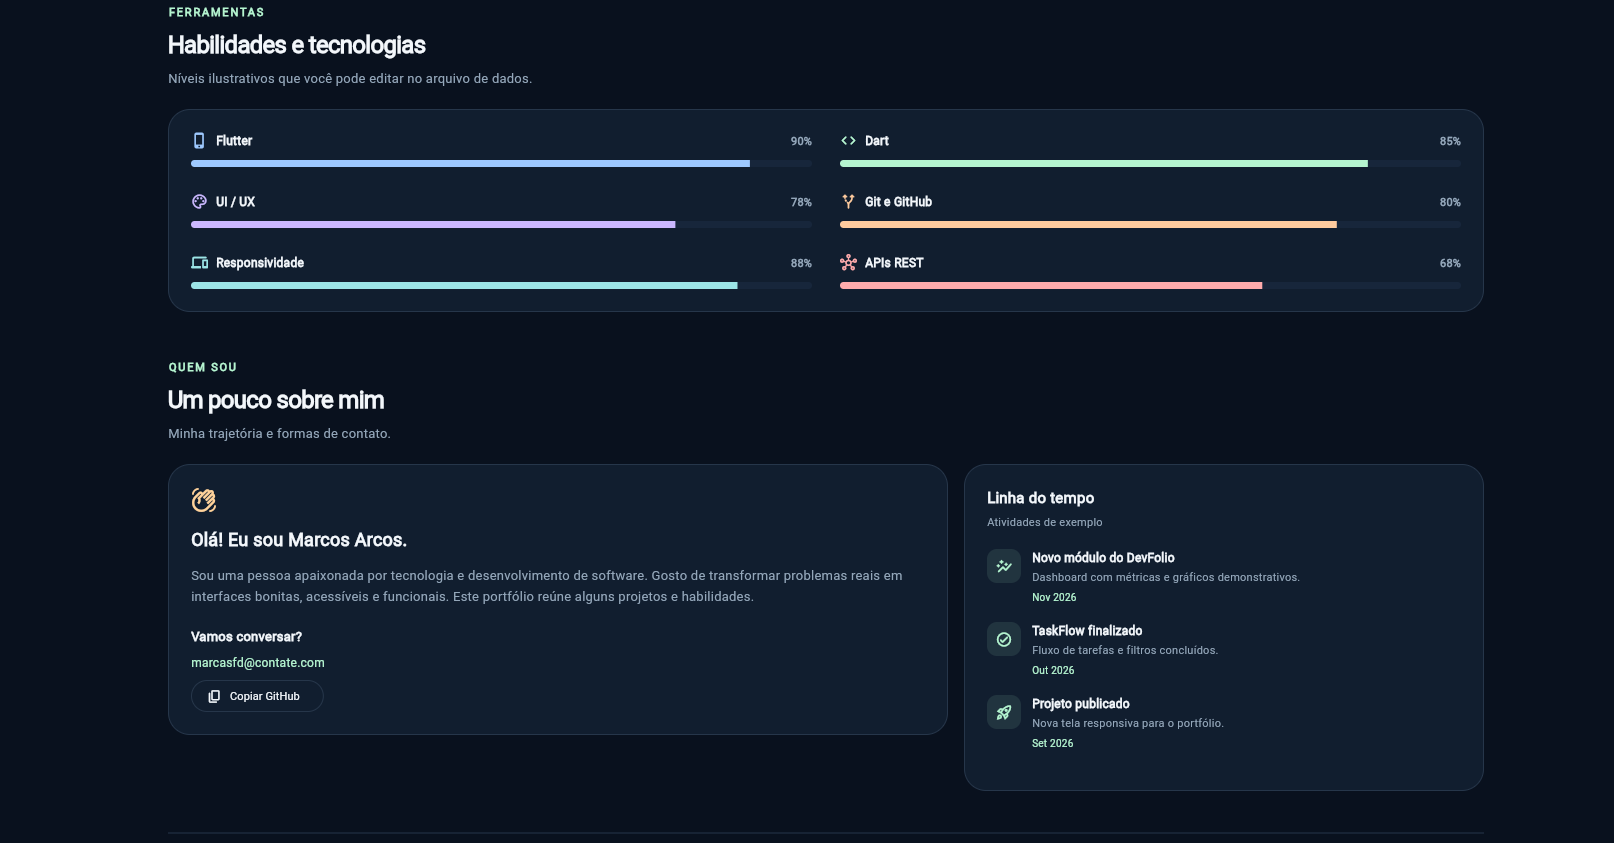 FERRAMENTAS
Habilidades e tecnologias
Níveis ilustrativos que você pode editar no arquivo de dados.
Flutter 90%
Dart 85%
UI / UX 78%
Git e GitHub 80%
Responsividade 88%
APIs REST 68%
QUEM SOU
Um pouco sobre mim
Minha trajetória e formas de contato.
Olá! Eu sou Marcos Arcos.
Sou uma pessoa apaixonada por tecnologia e desenvolvimento de software. Gosto de transformar problemas reais em
interfaces bonitas, acessíveis e funcionais. Este portfólio reúne alguns projetos e habilidades.
Vamos conversar?
marcasfd@contate.com
Copiar GitHub
Linha do tempo
Atividades de exemplo
Novo módulo do DevFolio
Dashboard com métricas e gráficos demonstrativos.
Nov 2026
TaskFlow finalizado
Fluxo de tarefas e filtros concluídos.
Out 2026
Projeto publicado
Nova tela responsiva para o portfólio.
Set 2026